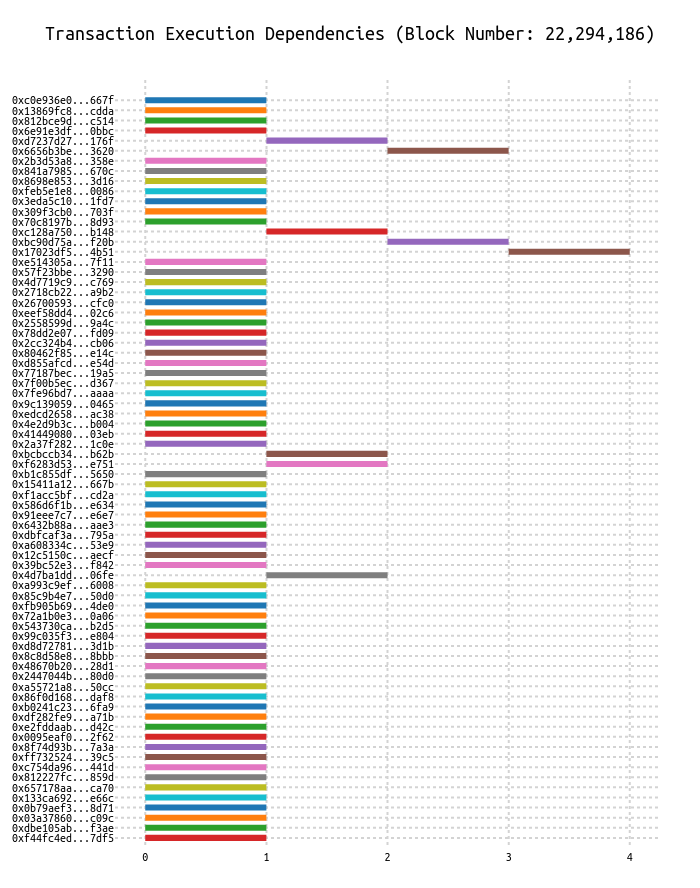 Transaction Execution Dependencies (Block Number: 22,294,186)
0xc0e936e0...667f
0x13869fc8...cdda
0x812bce9d...c514
0x6e91e3df...0bbc
0xd7237d27...176f
0x6656b3be...3620
0x2b3d53a8...358e
0x841a7985...670c
0x8698e853...3d16
0xfeb5e1e8...0086
0x3eda5c10...1fd7
0x309f3cb0...703f
0x70c8197b...8d93
0xc128a750...b148
0xbc90d75a...f20b
0x17023df5...4b51
0xe514305a...7f11
0x57f23bbe...3290
0x4d7719c9...c769
0x2718cb22...a9b2
0x26700593...cfc0
0xeef58dd4...02c6
0x2558599d...9a4c
0x78dd2e07...fd09
0x2cc324b4...cb06
0x80462f85...e14c
0xd855afcd...e54d
0x77187bec...19a5
0x7f00b5ec...d367
0x7fe96bd7...aaaa
0x9c139059...0465
0xedcd2658...ac38
0x4e2d9b3c...b004
0x41449080...03eb
0x2a37f282...1c0e
0xbcbccb34...b62b
0xf6283d53...e751
0xb1c855df...5650
0x15411a12...667b
0xf1acc5bf...cd2a
0x586d6f1b...e634
0x91eee7c7...e6e7
0x6432b88a...aae3
0xdbfcaf3a...795a
0xa608334c...53e9
0x12c5150c...aecf
0x39bc52e3...f842
0x4d7ba1dd...06fe
0xa993c9ef...6008
0x85c9b4e7...50d0
0xfb905b69...4de0
0x72a1b0e3...0a06
0x543730ca...b2d5
0x99c035f3...e804
0xd8d72781...3d1b
0x8c8d58e8...8bbb
0x48670b20...28d1
0x2447044b...80d0
0xa55721a8...50cc
0x86f0d168...daf8
0xb0241c23...6fa9
0xdf282fe9...a71b
0xe2fddaab...d42c
0x0095eaf0...2f62
0x8f74d93b...7a3a
0xff732524...39c5
0xc754da96...441d
0x812227fc...859d
0x657178aa...ca70
0x133ca692...e66c
0x0b79aef3...8d71
0x03a37860...c09c
0xdbe105ab...f3ae
0xf44fc4ed...7df5
0 1 2 3 4